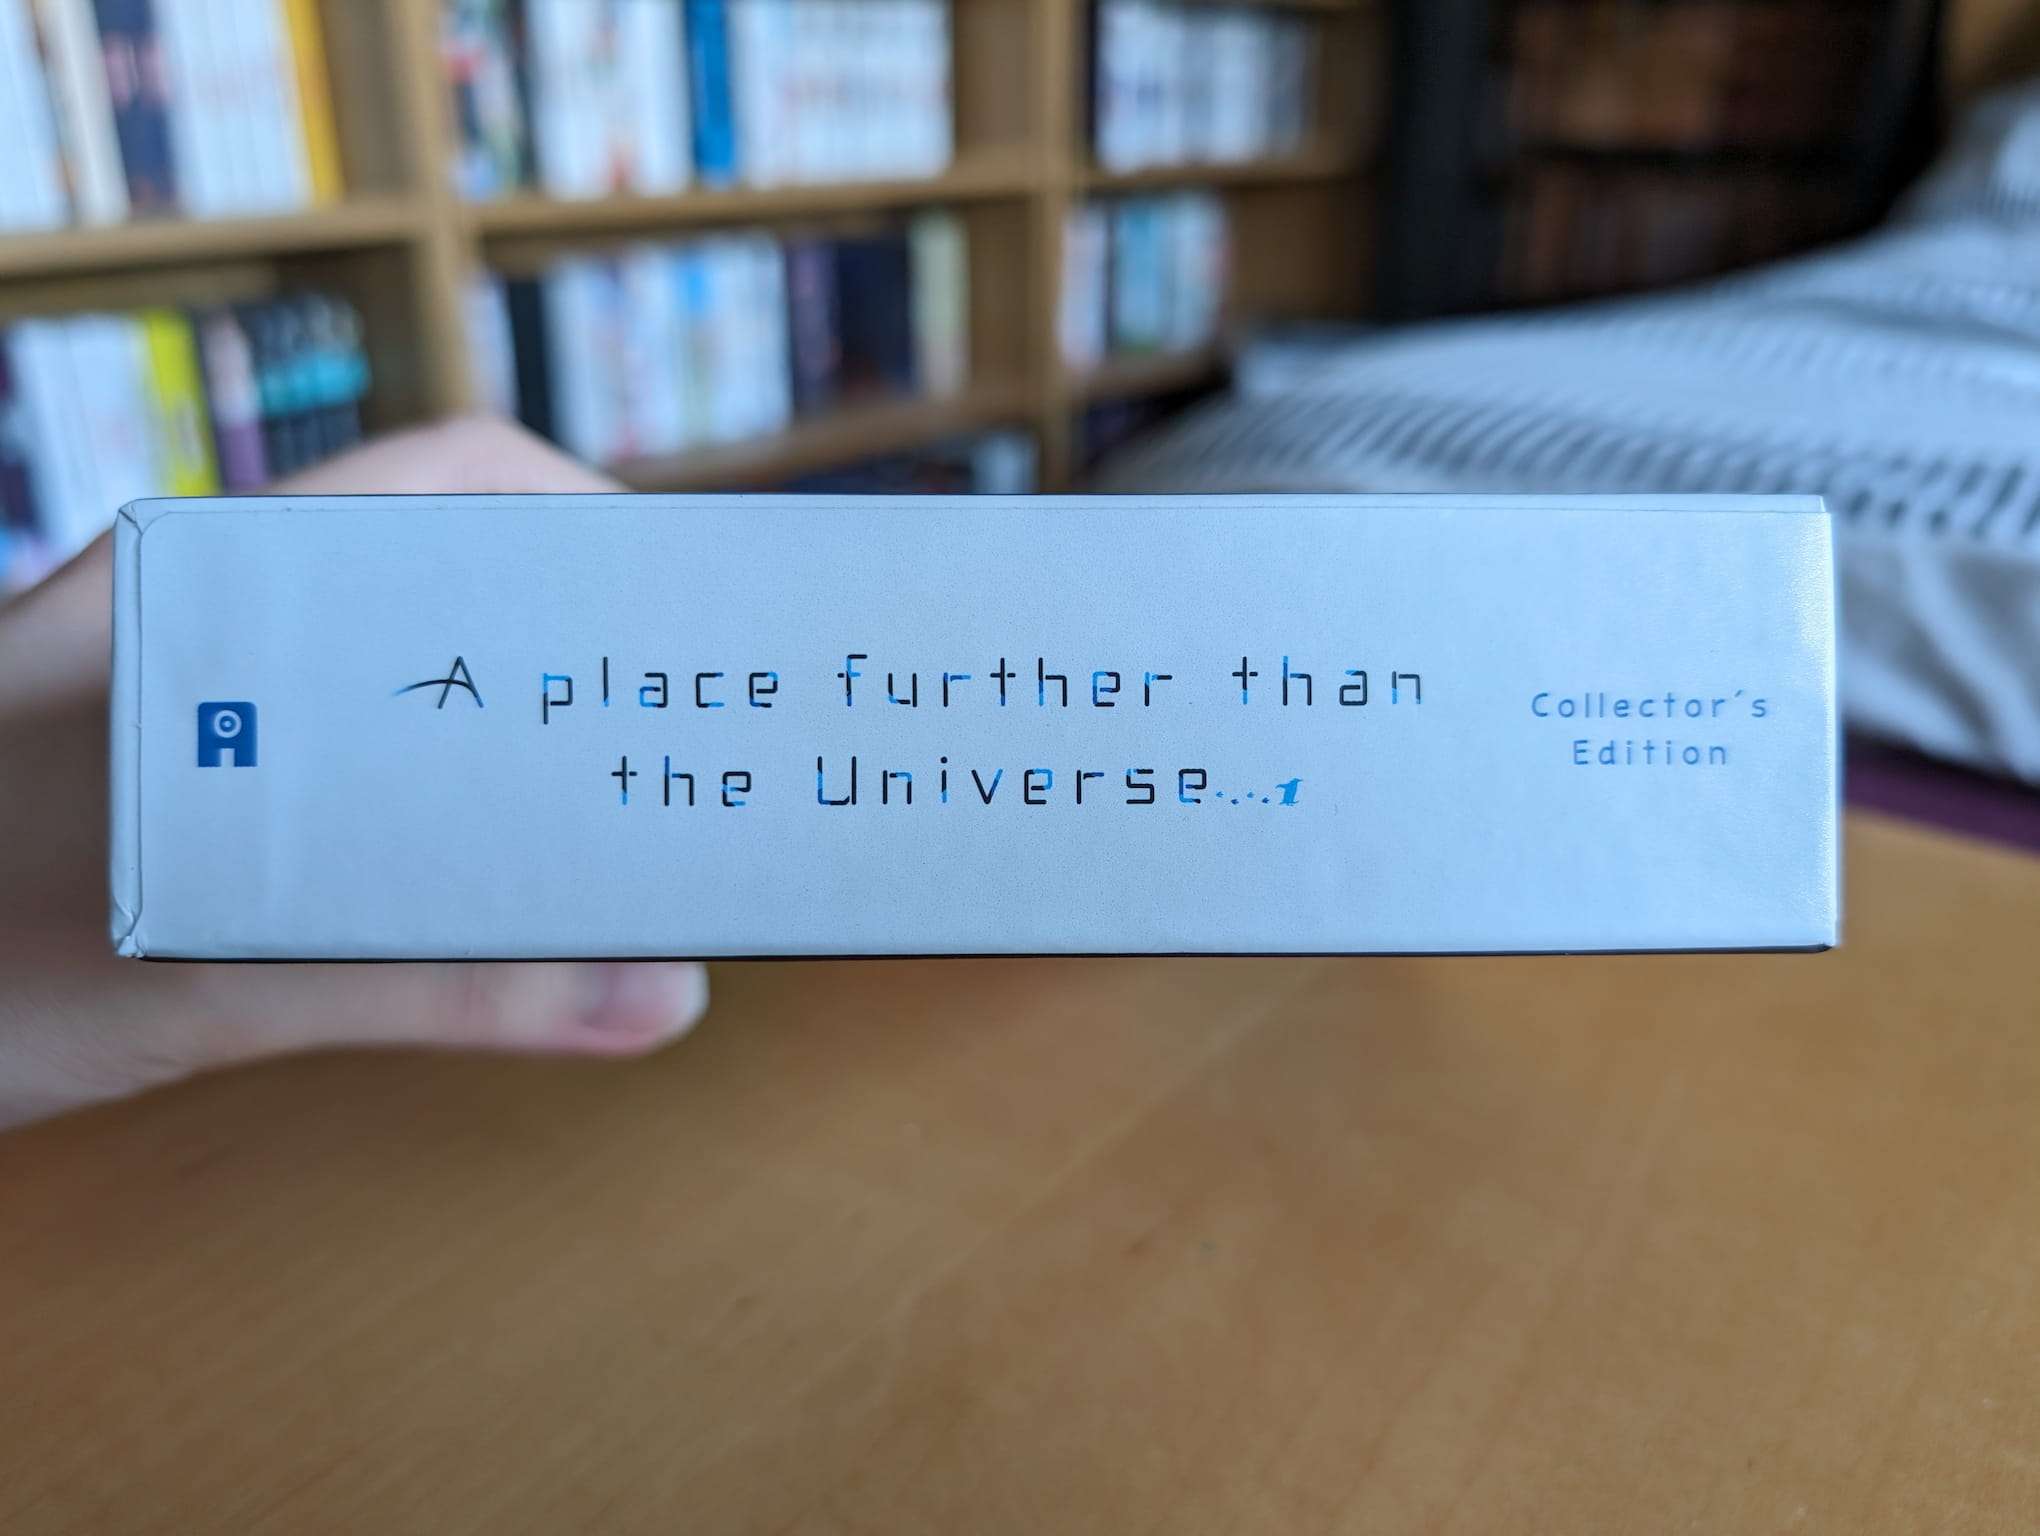 A place further than
the Universe....
Collector's
Edition